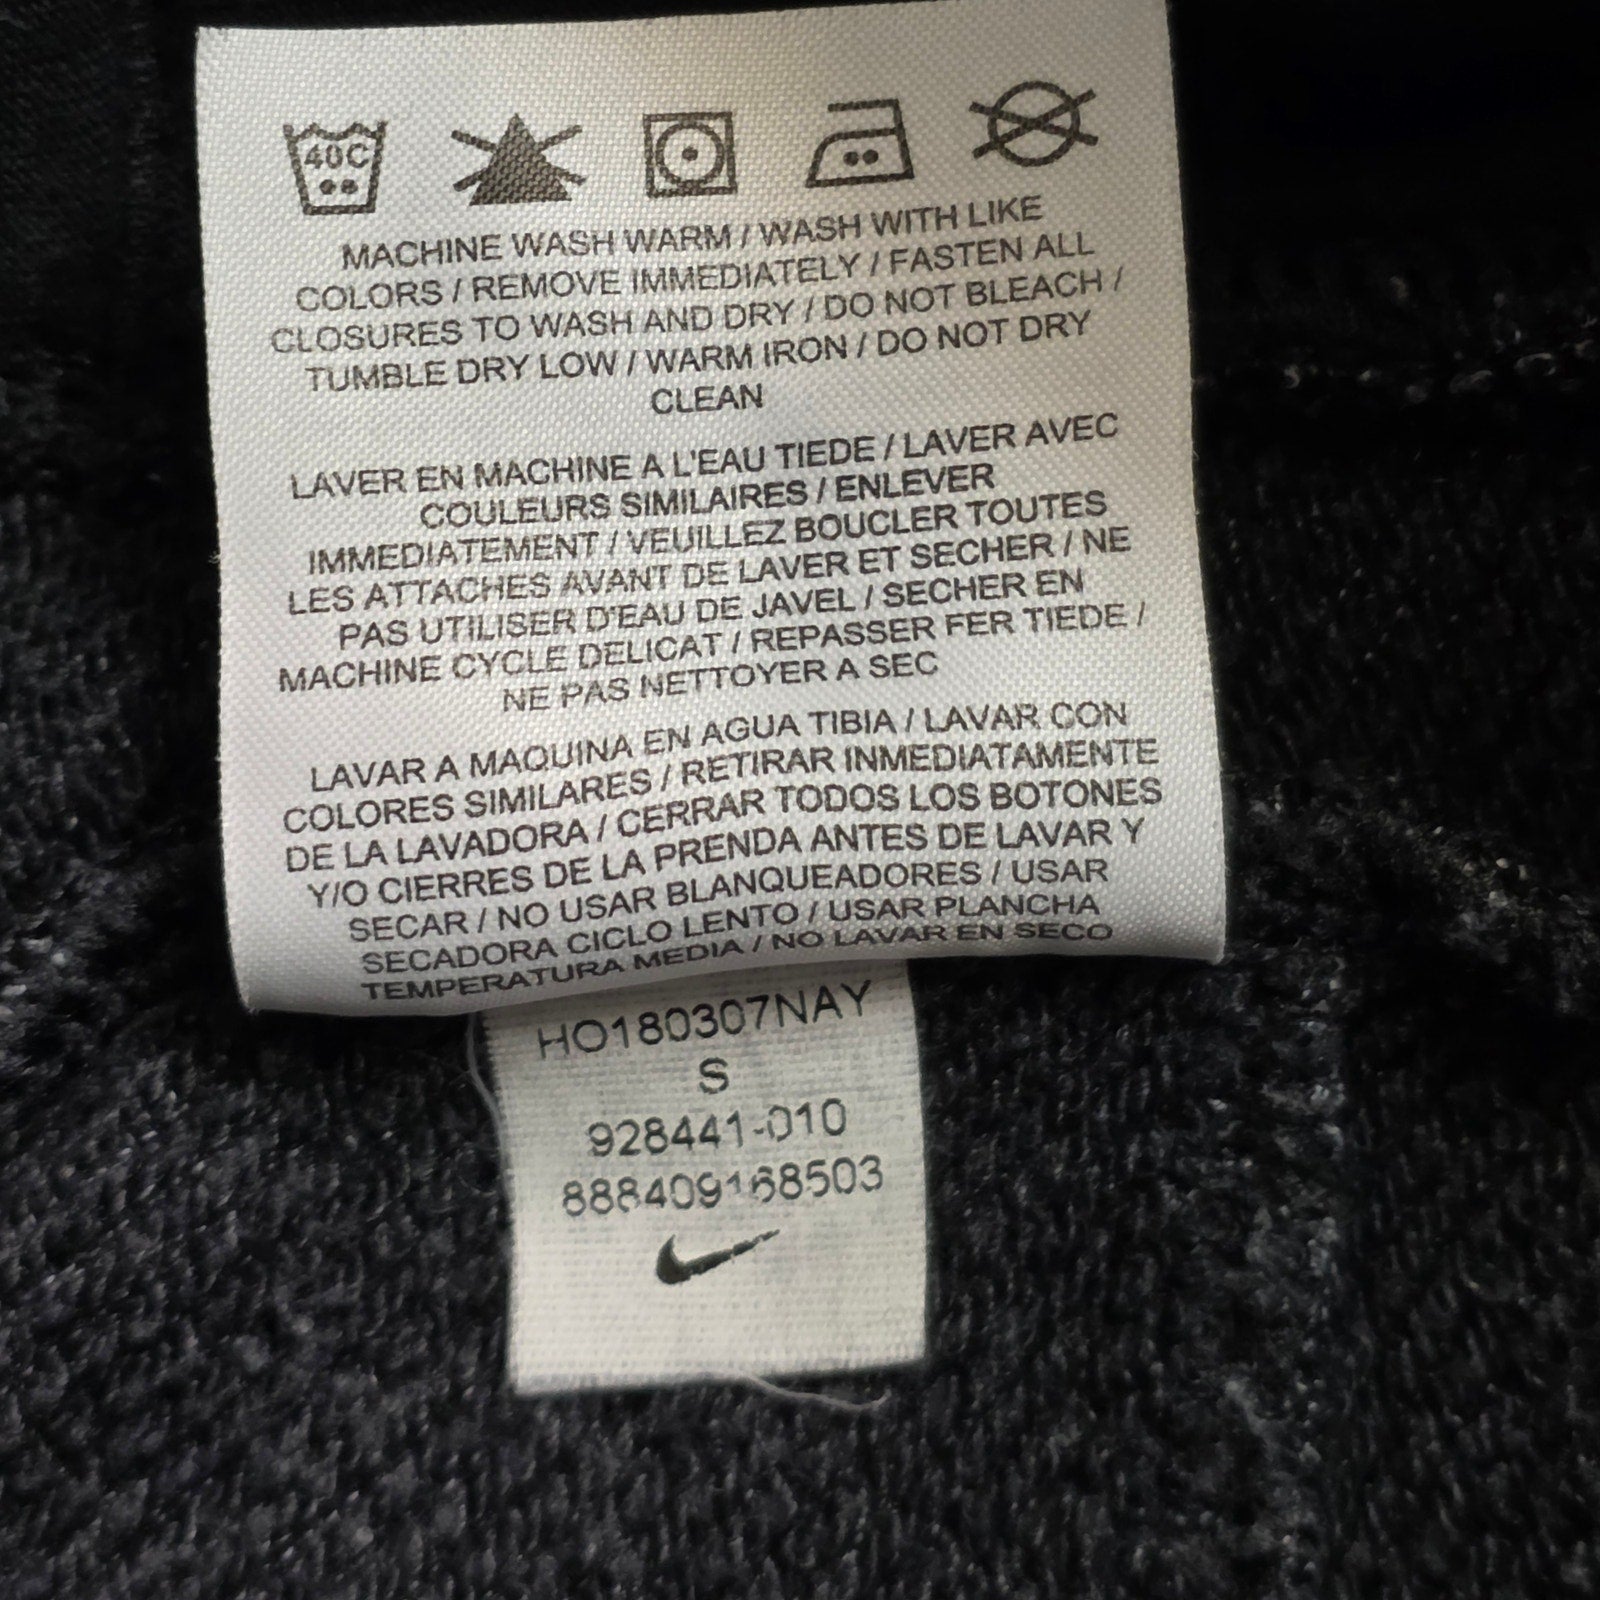 40C
MACHINE WASH WARM / WASH WITH LIKE
COLORS / REMOVE IMMEDIATELY / FASTEN ALL
CLOSURES TO WASH AND DRY / DO NOT BLEACH /
TUMBLE DRY LOW / WARM IRON / DO NOT DRY
CLEAN
LAVER EN MACHINE A L'EAU TIEDE / LAVER AVEC
COULEURS SIMILAIRES / ENLEVER
IMMEDIATEMENT / VEUILLEZ BOUCLER TOUTES
LES ATTACHES AVANT DE LAVER ET SECHER / NE
PAS UTILISER D'EAU DE JAVEL / SECHER EN
MACHINE CYCLE DELICAT / REPASSER FER TIEDE /
NE PAS NETTOYER A SEC
LAVAR A MAQUINA EN AGUA TIBIA / LAVAR CON
COLORES SIMILARES / RETIRAR INMEDIATAMENTE
DE LA LAVADORA / CERRAR TODOS LOS BOTONES
Y/O CIERRES DE LA PRENDA ANTES DE LAVAR Y
SECAR / NO USAR BLANQUEADORES / USAR
SECADORA CICLO LENTO / USAR PLANCHA
TEMPERATURA MEDIA / NO LAVAR EN SECO
HO180307NAY
S
928441-010
888409168503